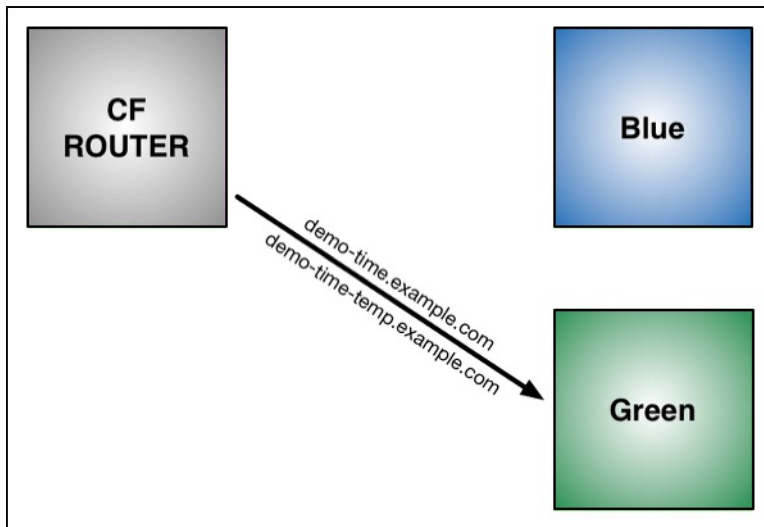 CF
ROUTER
Blue
demo-time.example.com
demo-time-temp.example.com
Green